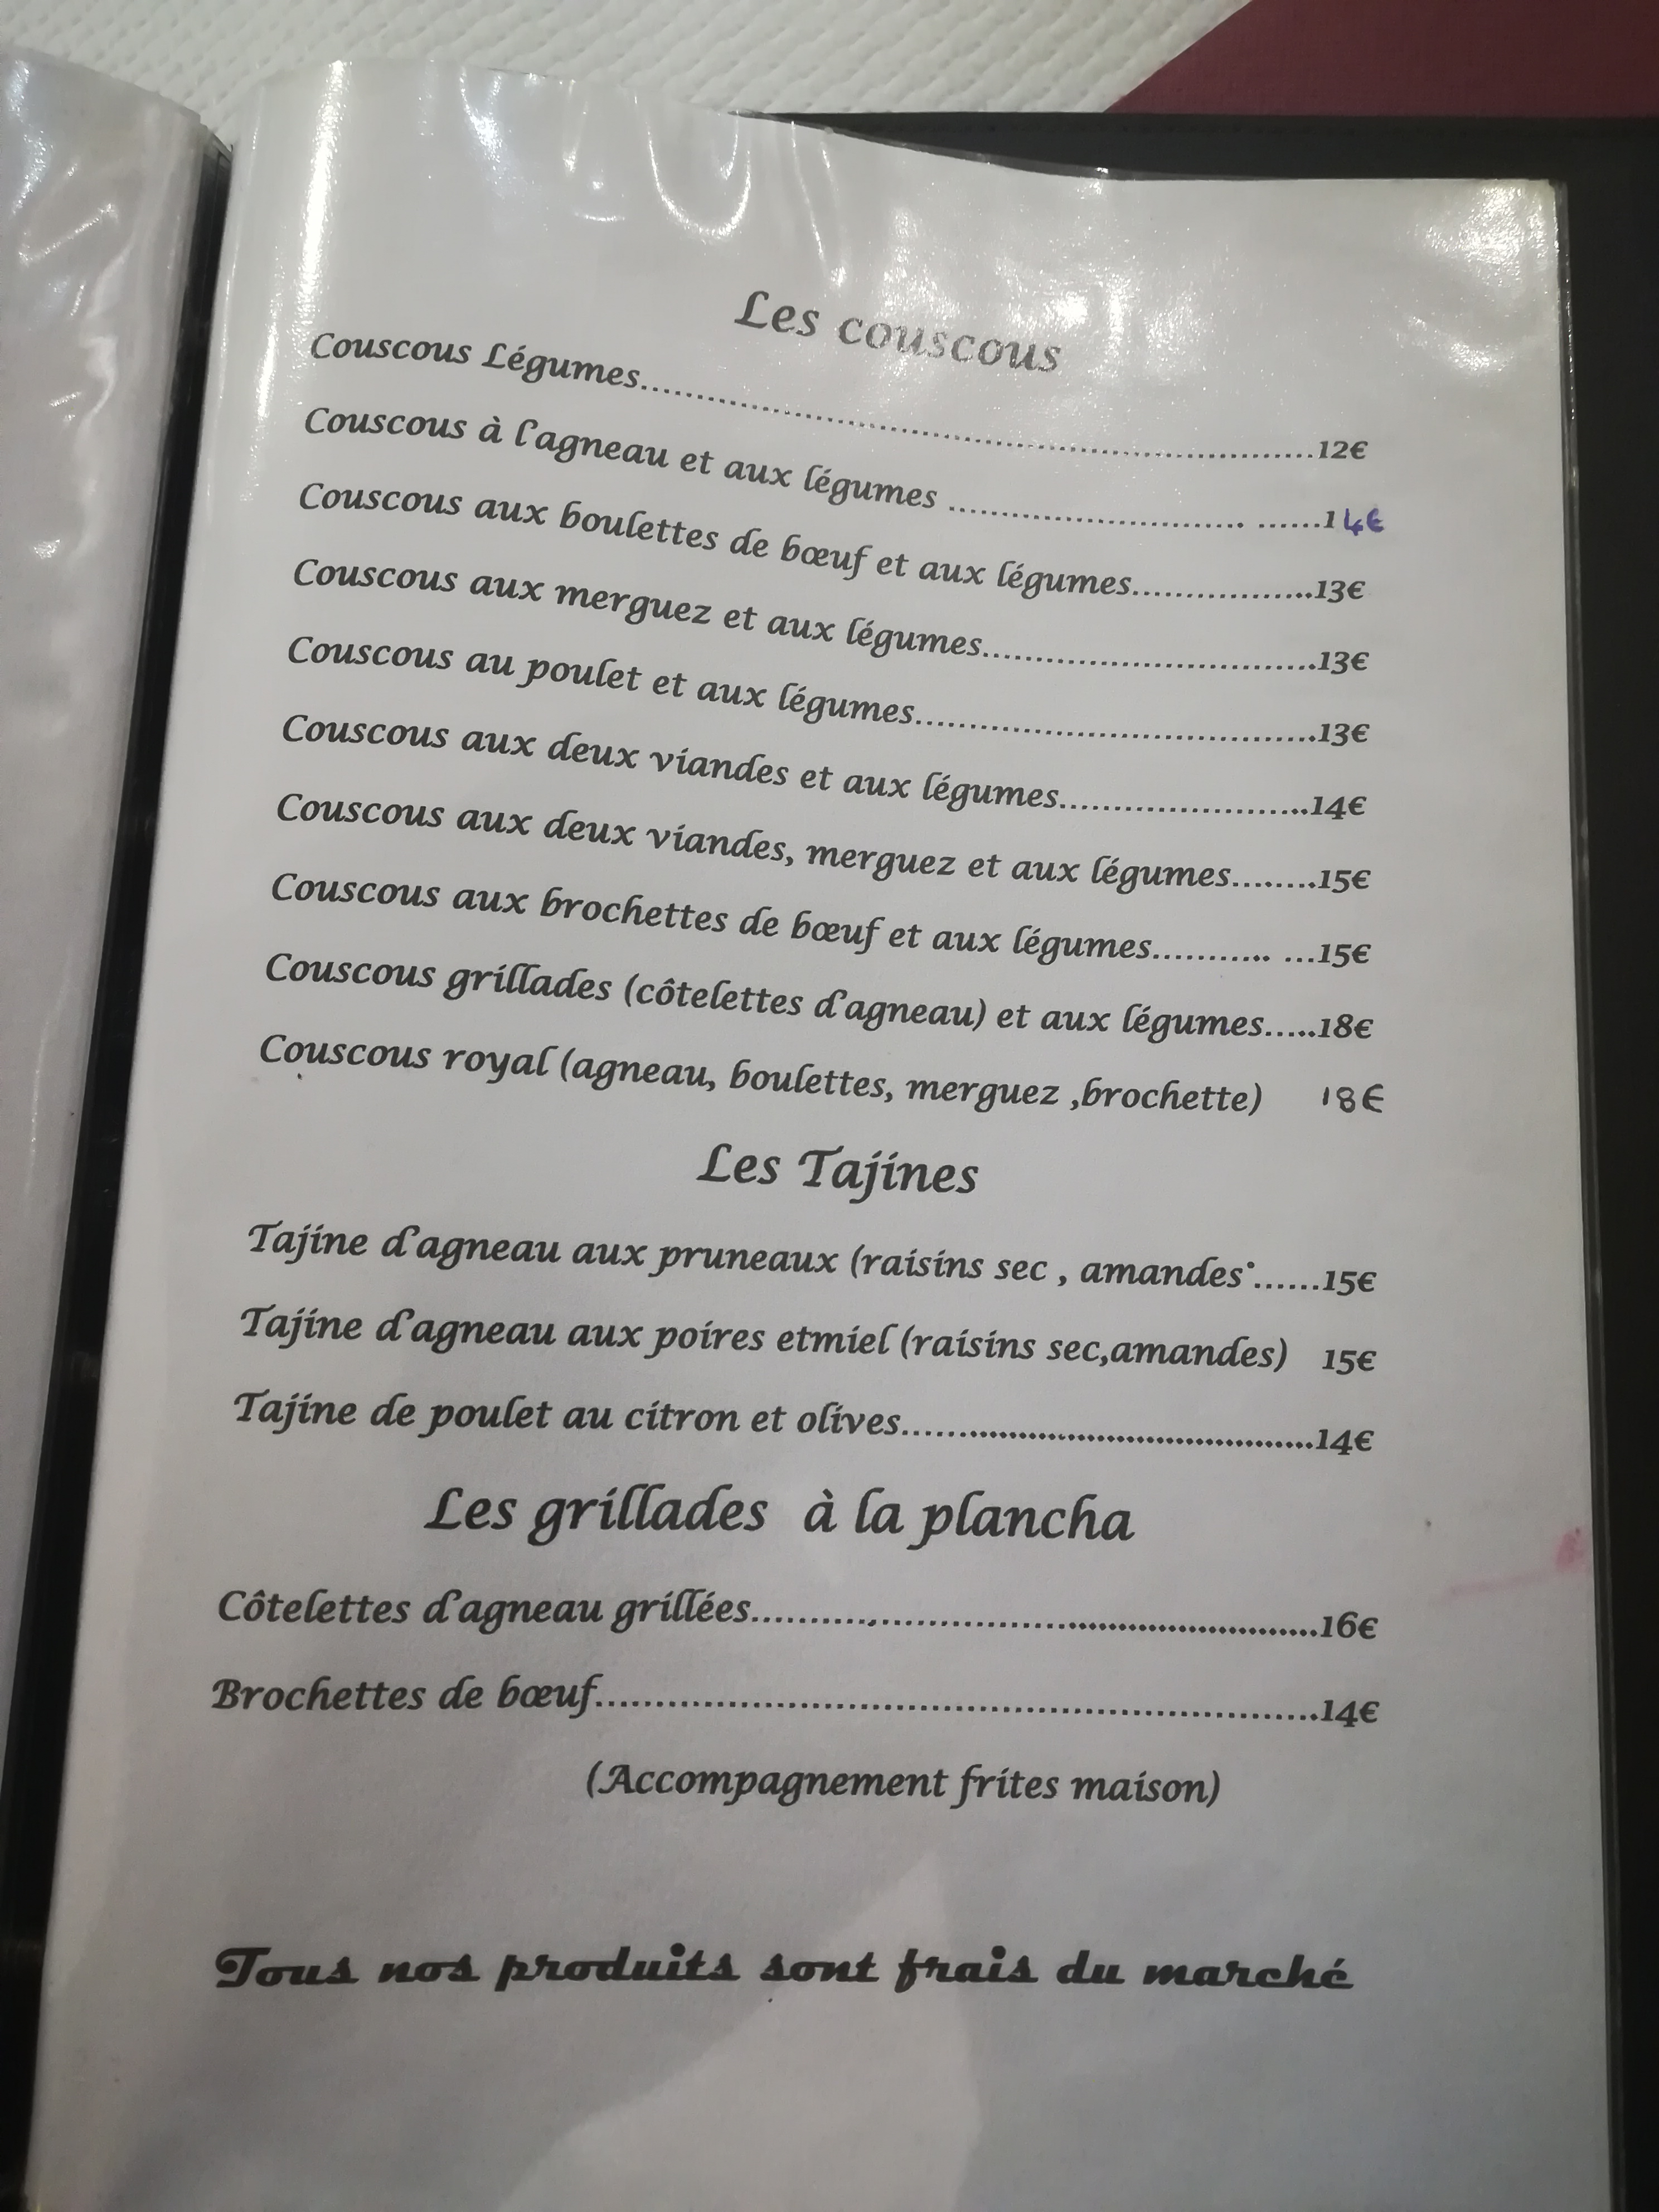 Les couscous
Couscous Légumes..........................................................12€
Couscous à l'agneau et aux légumes ............................ ......14€
Couscous aux boulettes de bœuf et aux légumes.................13€
Couscous aux merguez et aux légumes...............................13€
Couscous au poulet et aux légumes.....................................13€
Couscous aux deux viandes et aux légumes.......................14€
Couscous aux deux viandes, merguez et aux légumes........15€
Couscous aux brochettes de bœuf et aux légumes........... ...15€
Couscous grillades (côtelettes d'agneau) et aux légumes.....18€
Couscous royal (agneau, boulettes, merguez ,brochette) 18€
Les Tajines
Tajine d'agneau aux pruneaux (raisins sec , amandes°......15€
Tajine d'agneau aux poires etmiel (raisins sec,amandes) 15€
Tajine de poulet au citron et olives.......................................14€
Les grillades à la plancha
Côtelettes d'agneau grillées......................................................16€
Brochettes de bœuf....................................................................14€
(Accompagnement frites maison)
Tous nos produits sont frais du marché